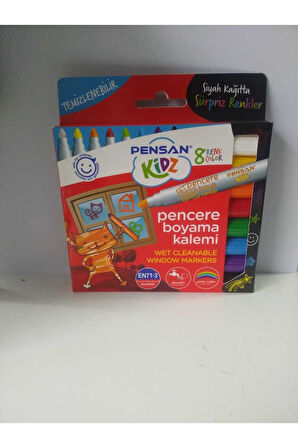 TEMİZLENEBİLİR
Siyah Kağıtta
Sürpriz Renkler
PENSAN
KiDZ
8 RENK
COLOR
pencere
PENSAN
pencere
boyama
kalemi
WET CLEANABLE
WINDOW MARKERS
EN71-3